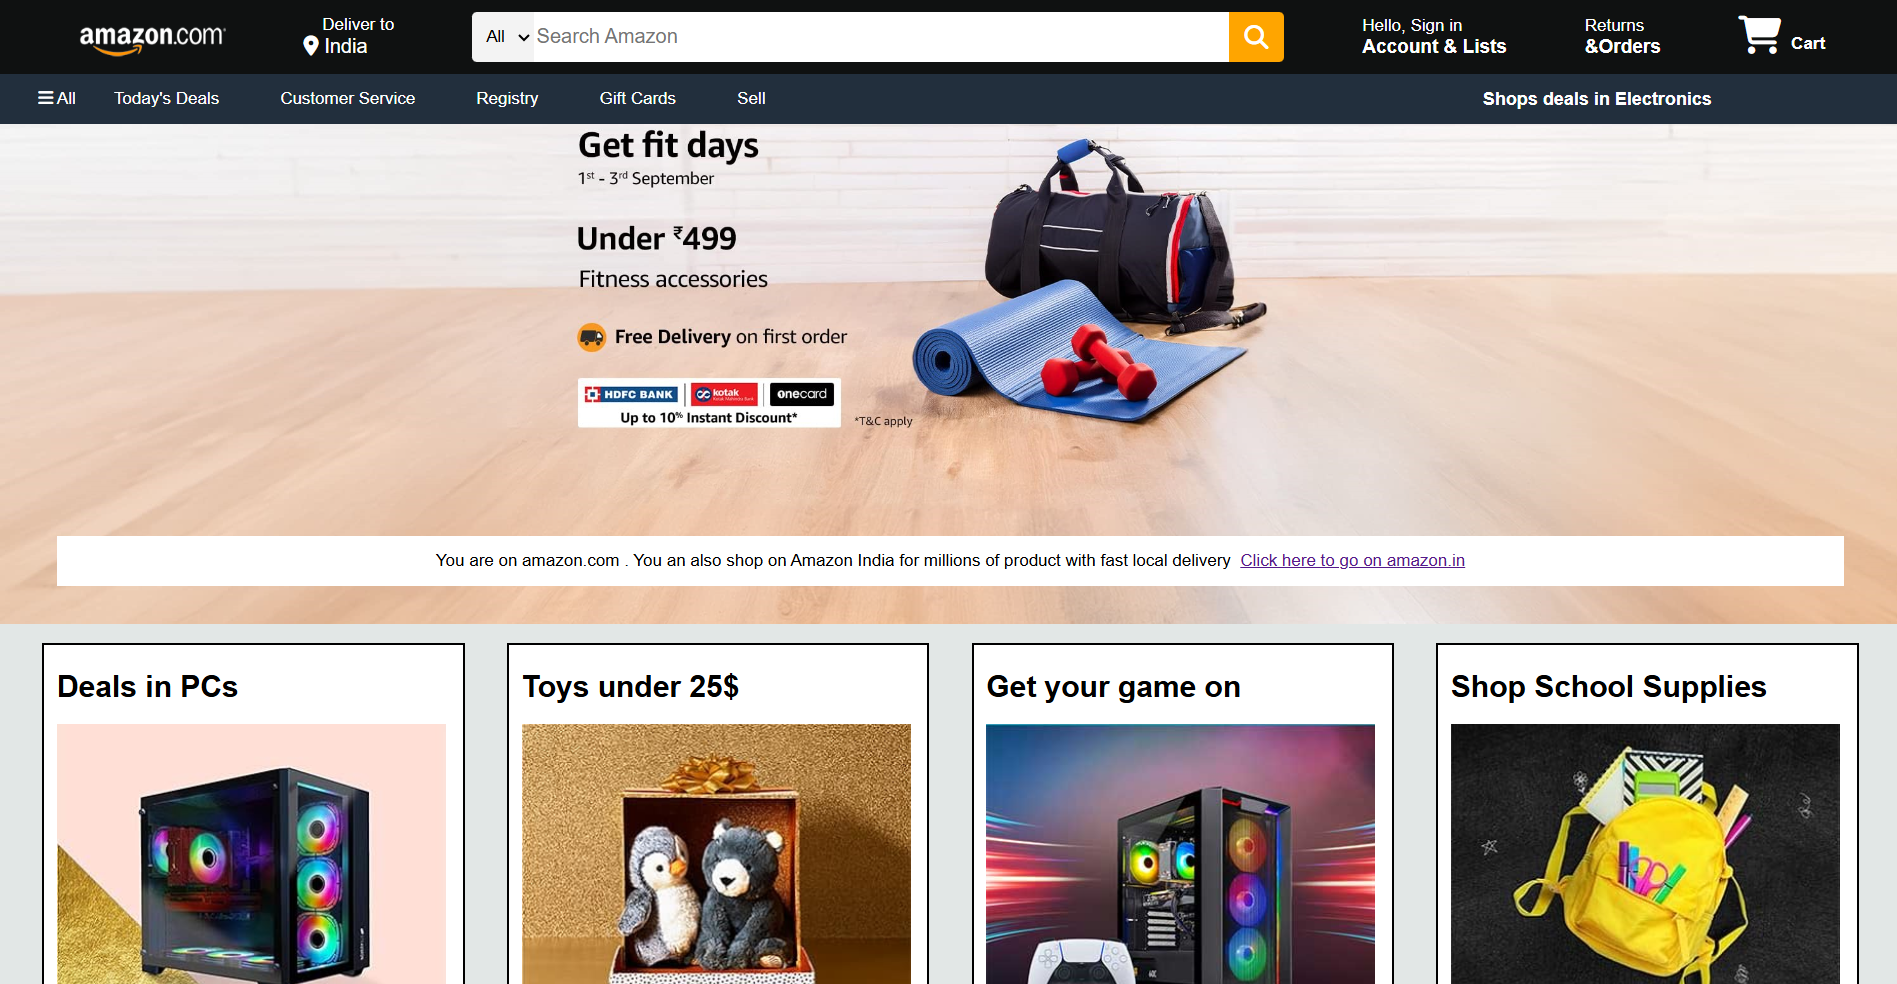 amazon.com
Deliver to
India
All
Search Amazon
Hello, Sign in
Account & Lists
Returns
&Orders
Cart
All
Today's Deals
Customer Service
Registry
Gift Cards
Sell
Shops deals in Electronics
Get fit days
1st - 3rd September
Under ₹499
Fitness accessories
Free Delivery on first order
HDFC BANK
kotak
Kotak Mahindra Bank
onecard
Up to 10% Instant Discount*
*T&C apply
You are on amazon.com . You an also shop on Amazon India for millions of product with fast local delivery Click here to go on amazon.in
Deals in PCs
Toys under 25$
Get your game on
Shop School Supplies